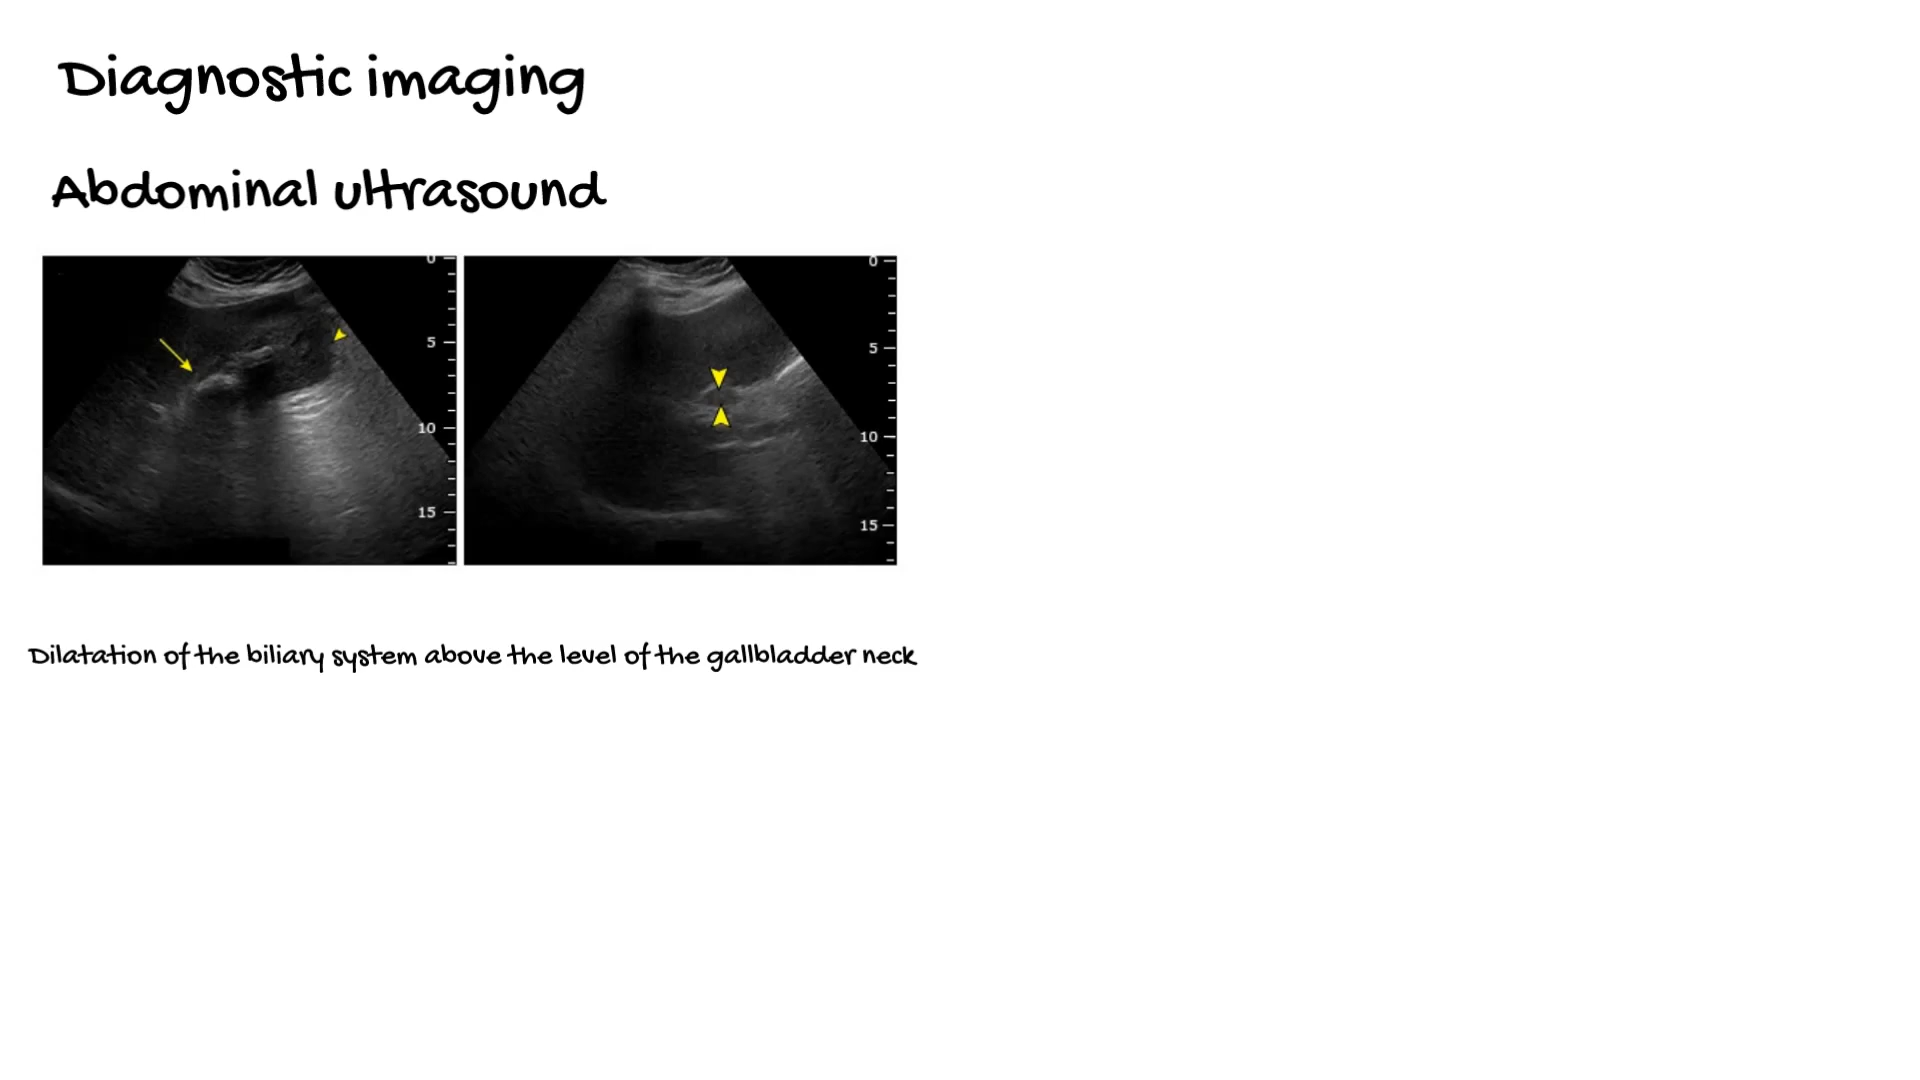 Diagnostic imaging
Abdominal ultrasound
0
5
10
15
0
5
10
15
Dilatation of the biliary system above the level of the gallbladder neck